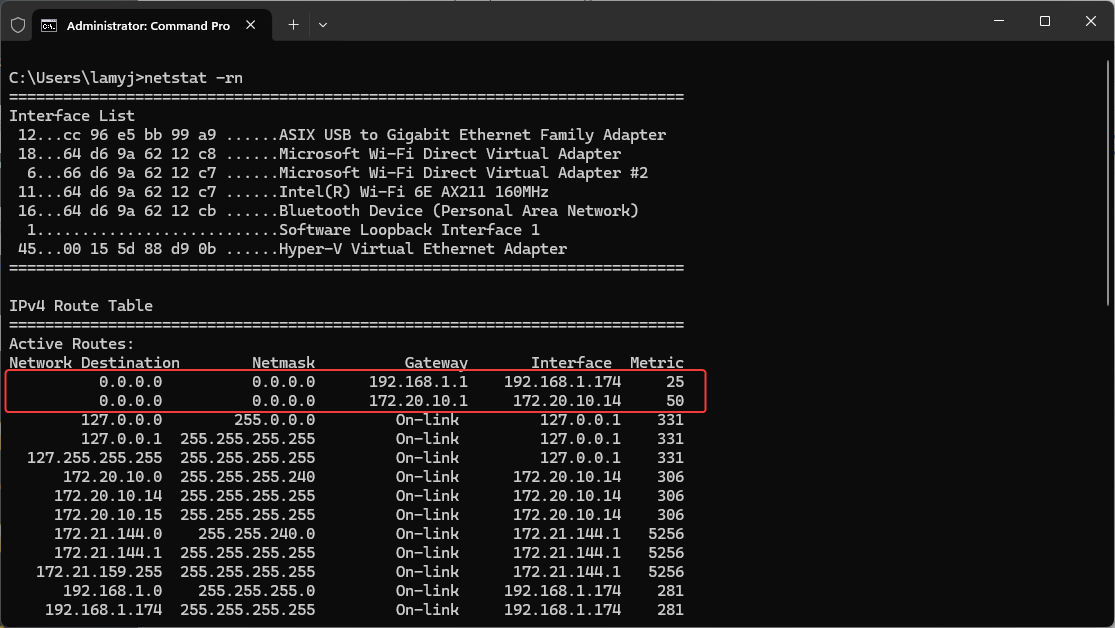 Administrator: Command Pro
C:\Users\lamyj>netstat -rn
===========================================================================
Interface List
 12...cc 96 e5 bb 99 a9 ......ASIX USB to Gigabit Ethernet Family Adapter
 18...64 d6 9a 62 12 c8 ......Microsoft Wi-Fi Direct Virtual Adapter
  6...66 d6 9a 62 12 c7 ......Microsoft Wi-Fi Direct Virtual Adapter #2
 11...64 d6 9a 62 12 c7 ......Intel(R) Wi-Fi 6E AX211 160MHz
 16...64 d6 9a 62 12 cb ......Bluetooth Device (Personal Area Network)
  1...........................Software Loopback Interface 1
 45...00 15 5d 88 d9 0b ......Hyper-V Virtual Ethernet Adapter
===========================================================================
IPv4 Route Table
===========================================================================
Active Routes:
Network Destination        Netmask          Gateway       Interface  Metric
          0.0.0.0          0.0.0.0      192.168.1.1    192.168.1.174     25
          0.0.0.0          0.0.0.0      172.20.10.1     172.20.10.14     50
        127.0.0.0        255.0.0.0         On-link         127.0.0.1    331
        127.0.0.1  255.255.255.255         On-link         127.0.0.1    331
  127.255.255.255  255.255.255.255         On-link         127.0.0.1    331
      172.20.10.0  255.255.255.240         On-link      172.20.10.14    306
     172.20.10.14  255.255.255.255         On-link      172.20.10.14    306
     172.20.10.15  255.255.255.255         On-link      172.20.10.14    306
     172.21.144.0    255.255.240.0         On-link      172.21.144.1   5256
     172.21.144.1  255.255.255.255         On-link      172.21.144.1   5256
   172.21.159.255  255.255.255.255         On-link      172.21.144.1   5256
      192.168.1.0    255.255.255.0         On-link     192.168.1.174    281
    192.168.1.174  255.255.255.255         On-link     192.168.1.174    281